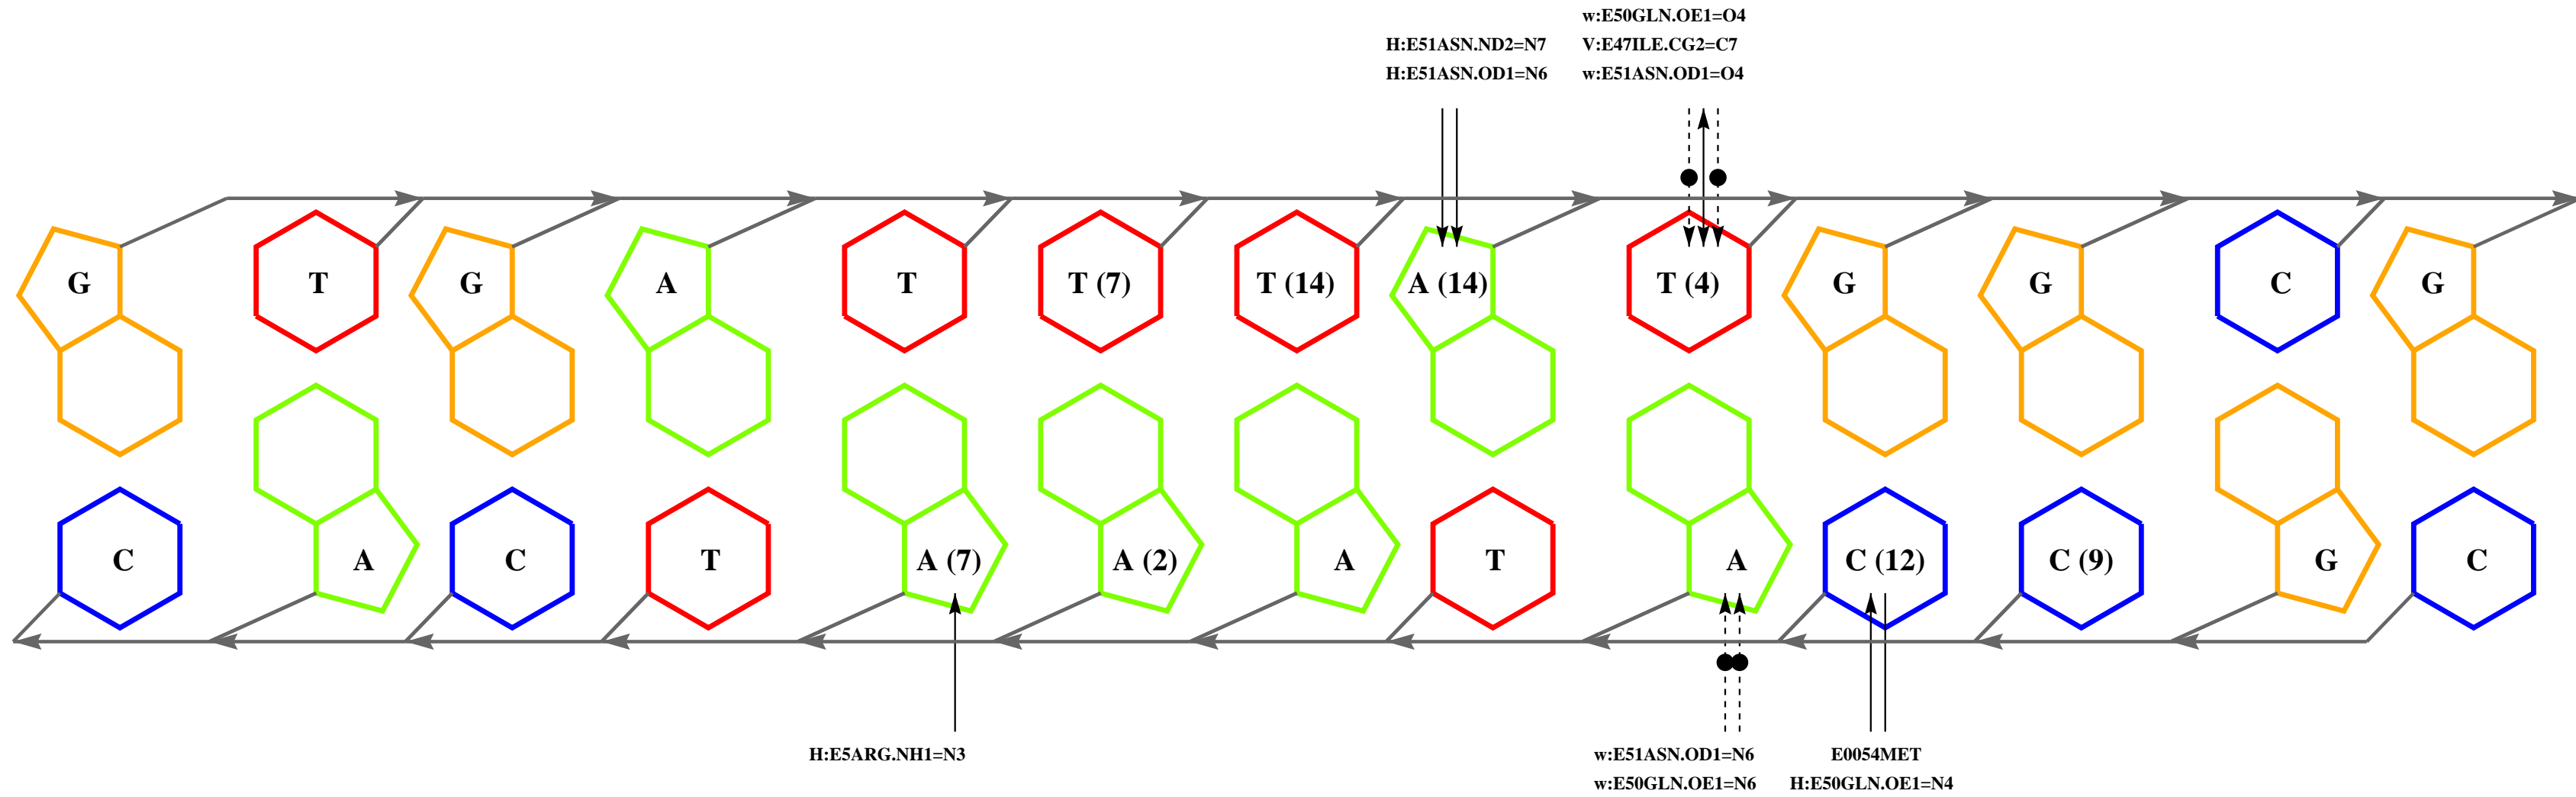 w:E50GLN.OE1=O4
H:E51ASN.ND2=N7 V:E47ILE.CG2=C7
H:E51ASN.OD1=N6 w:E51ASN.OD1=O4
G T G A T T (7) T (14) A (14) T (4) G G C G
C A C T A (7) A (2) A T A C (12) C (9) G C
H:E5ARG.NH1=N3 w:E51ASN.OD1=N6 E0054MET
w:E50GLN.OE1=N6 H:E50GLN.OE1=N4